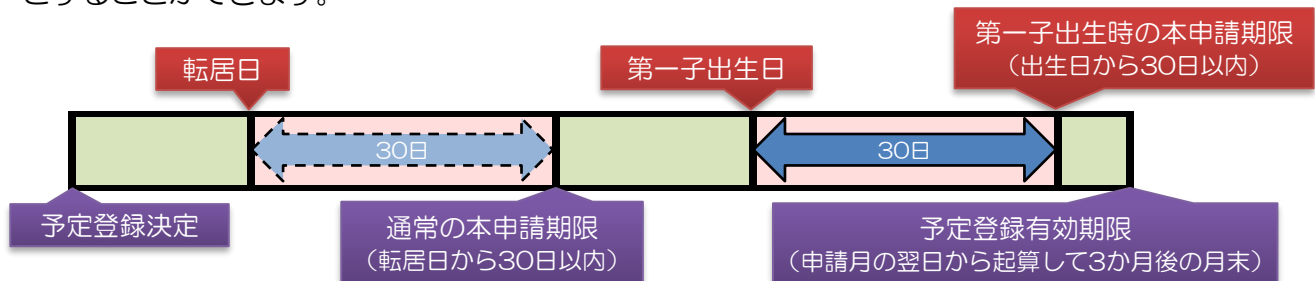 とすることができます。
第一子出生時の本申請期限
（出生日から30日以内）
転居日
第一子出生日
30日
30日
予定登録決定
通常の本申請期限
（転居日から30日以内）
予定登録有効期限
（申請月の翌日から起算して3か月後の月末）